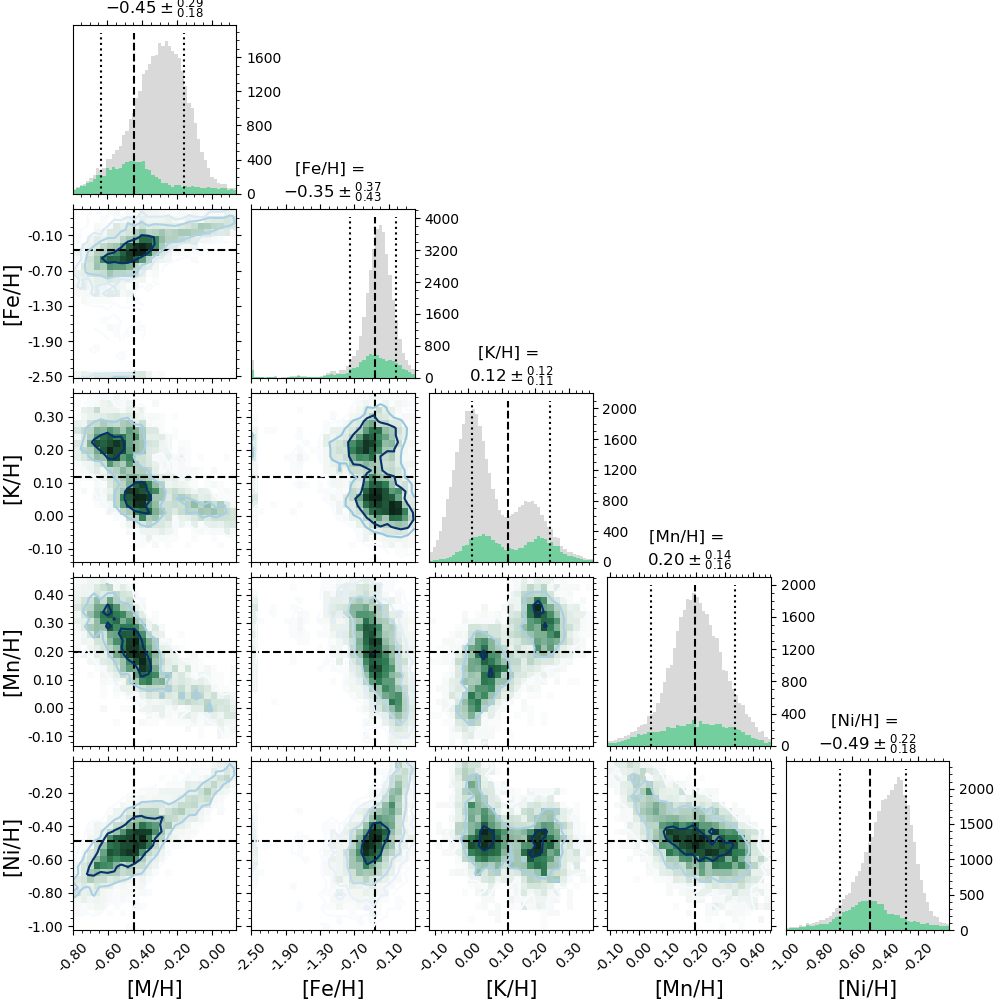 −0.45 ± 0.29 0.18
1600
1200
800
400
0
[Fe/H] =
−0.35 ± 0.37 0.43
4000
3200
2400
1600
800
0
-0.10
-0.70
-1.30
-1.90
-2.50
[Fe/H]
[K/H] =
0.12 ± 0.12 0.11
2000
1600
1200
800
400
0
0.30
0.20
0.10
0.00
-0.10
[K/H]
[Mn/H] =
0.20 ± 0.14 0.16
2000
1600
1200
800
400
0
0.40
0.30
0.20
0.10
0.00
-0.10
[Mn/H]
[Ni/H] =
−0.49 ± 0.22 0.18
2000
1500
1000
500
0
-0.20
-0.40
-0.60
-0.80
-1.00
[Ni/H]
-0.80 -0.60 -0.40 -0.20 -0.00
-2.50 -1.90 -1.30 -0.70 -0.10
-0.10 0.00 0.10 0.20 0.30
-0.10 0.00 0.10 0.20 0.30 0.40
-1.00 -0.80 -0.60 -0.40 -0.20
[M/H] [Fe/H] [K/H] [Mn/H] [Ni/H]